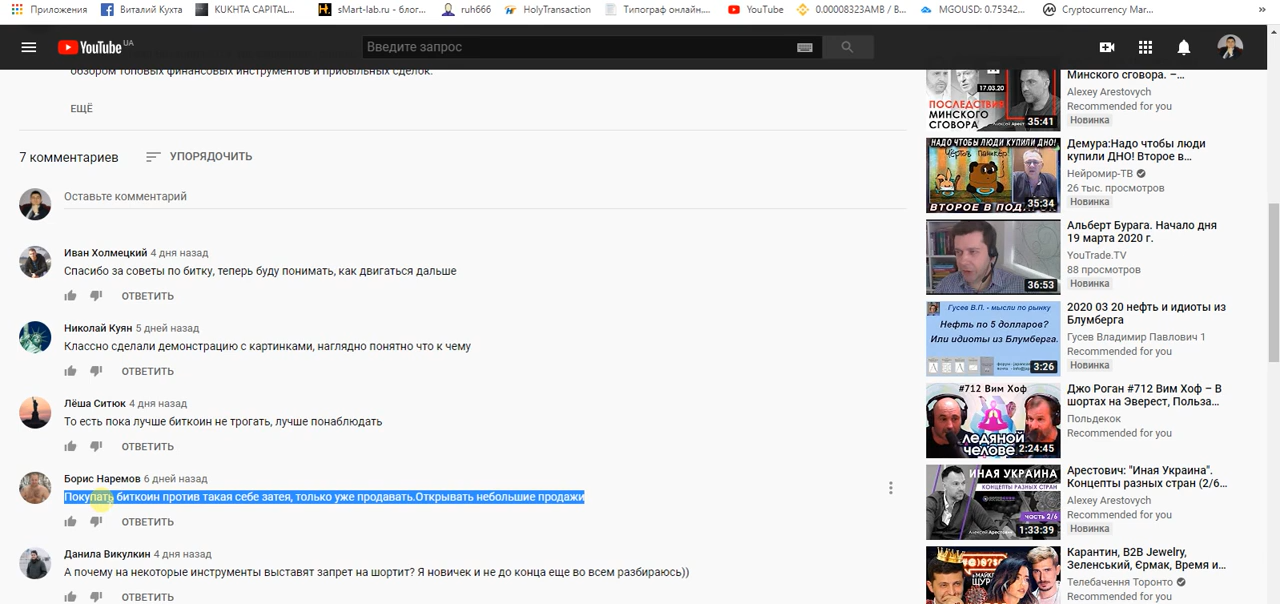 Приложения
Виталий Кухта
KUKHTA CAPITAL...
sMart-lab.ru - блог...
ruh666
HolyTransaction
Типограф онлайн....
YouTube
0.00008323AMB / B...
MGOUSD: 0.75342...
Cryptocurrency Mar...
»
YouTube UA
Введите запрос
обзором топовых финансовых инструментов и прибыльных сделок.
ЕЩЁ
7 комментариев
УПОРЯДОЧИТЬ
Оставьте комментарий
Иван Холмецкий 4 дня назад
Спасибо за советы по битку, теперь буду понимать, как двигаться дальше
ОТВЕТИТЬ
Николай Куян 5 дней назад
Классно сделали демонстрацию с картинками, наглядно понятно что к чему
ОТВЕТИТЬ
Лёша Ситюк 4 дня назад
То есть пока лучше биткоин не трогать, лучше понаблюдать
ОТВЕТИТЬ
Борис Наремов 6 дней назад
Покупать биткоин против такая себе затея, только уже продавать.Открывать небольшие продажи
ОТВЕТИТЬ
Данила Викулкин 4 дня назад
А почему на некоторые инструменты стоит запрет на шортит? Я новичек и не до конца еще во всем разбираюсь))
ОТВЕТИТЬ
17.03.20
ПОСЛЕДСТВИЯ
МИНСКОГО
СГОВОРА.
35:41
Минского сговора. –...
Alexey Arestovych
Recommended for you
Новинка
НАДО ЧТОБЫ ЛЮДИ КУПИЛИ ДНО!
ВТОРОЕ В
35:34
Демура:Надо чтобы люди
купили ДНО! Второе в...
Нейромир-ТВ
26 тыс. просмотров
Новинка
36:53
Альберт Бурага. Начало дня
19 марта 2020 г.
YouTrade.TV
88 просмотров
Новинка
Гусев В.П. - мысли по рынку
Нефть по 5 долларов?
Или идиоты из Блумберга.
3:26
2020 03 20 нефть и идиоты из
Блумберга
Гусев Владимир Павлович 1
Recommended for you
Новинка
#712 ВИМ ХОФ
ЛЕДЯНОЙ
ЧЕЛОВЕ
2:24:45
Джо Роган #712 Вим Хоф – В
шортах на Эверест, Польза...
Польдекок
Recommended for you
ИНАЯ УКРАИНА
КОНЦЕПТЫ РАЗНЫХ СТРАН
ЧАСТЬ 2/6
1:33:39
Арестович: "Иная Украина".
Концепты разных стран (2/6...
Alexey Arestovych
Recommended for you
Новинка
Карантин, B2B Jewelry,
Зеленський, Єрмак, Время и...
Телебачення Торонто
Recommended for you